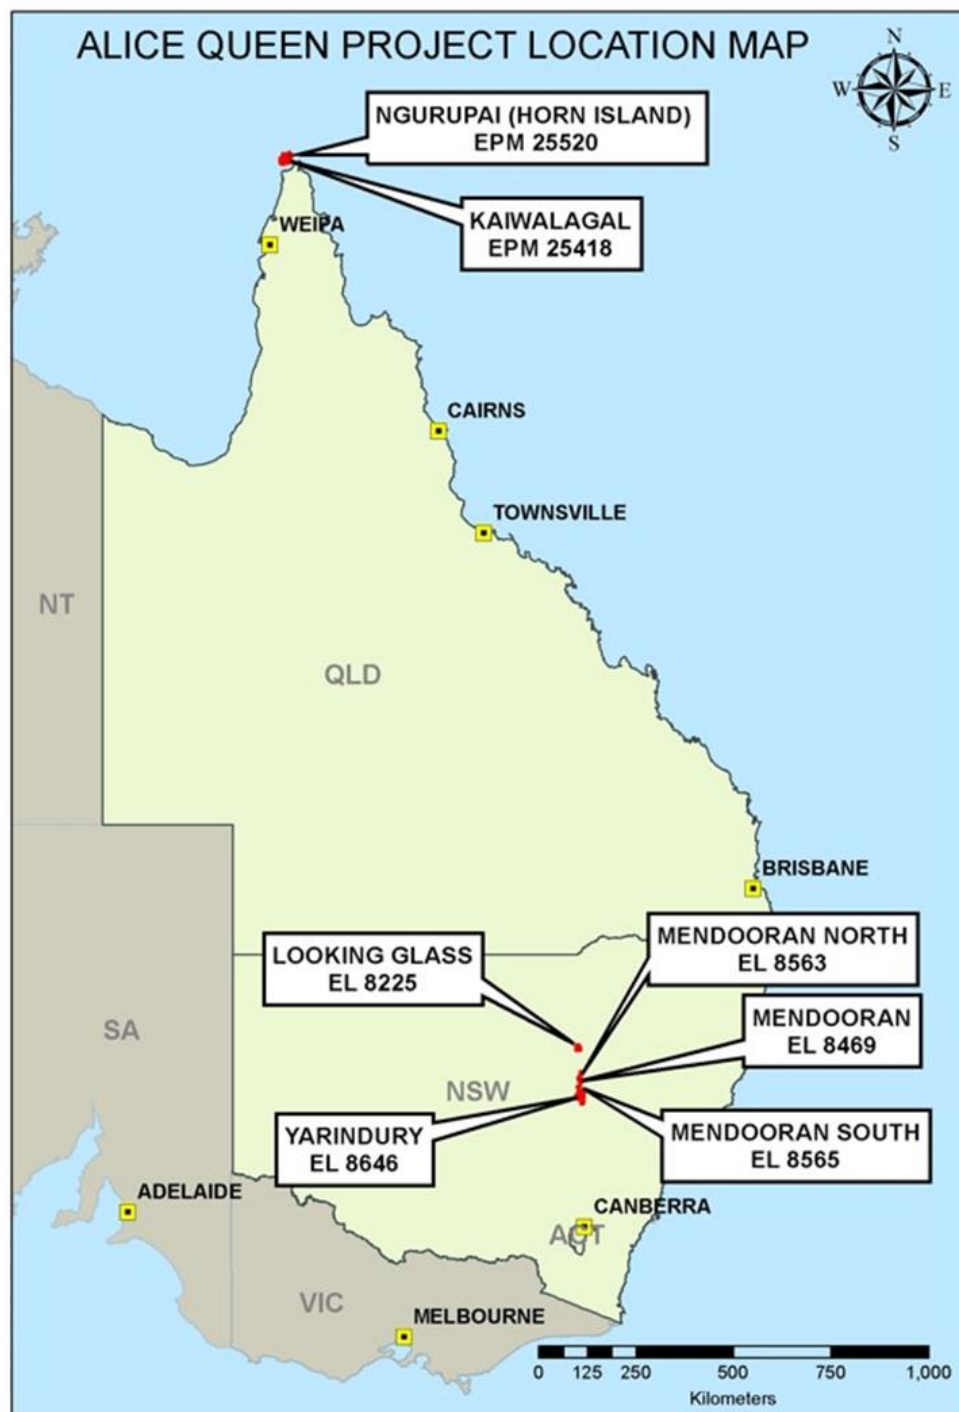 ALICE QUEEN PROJECT LOCATION MAP
N
W
E
S
NGURUPAI (HORN ISLAND)
EPM 25520
KAIWALAGAL
EPM 25418
WEIPA
CAIRNS
TOWNSVILLE
NT
QLD
BRISBANE
LOOKING GLASS
EL 8225
MENDOORAN NORTH
EL 8563
MENDOORAN
EL 8469
SA
NSW
YARINDURY
EL 8646
MENDOORAN SOUTH
EL 8565
ADELAIDE
CANBERRA
ACT
VIC
MELBOURNE
0 125 250 500 750 1,000
Kilometers